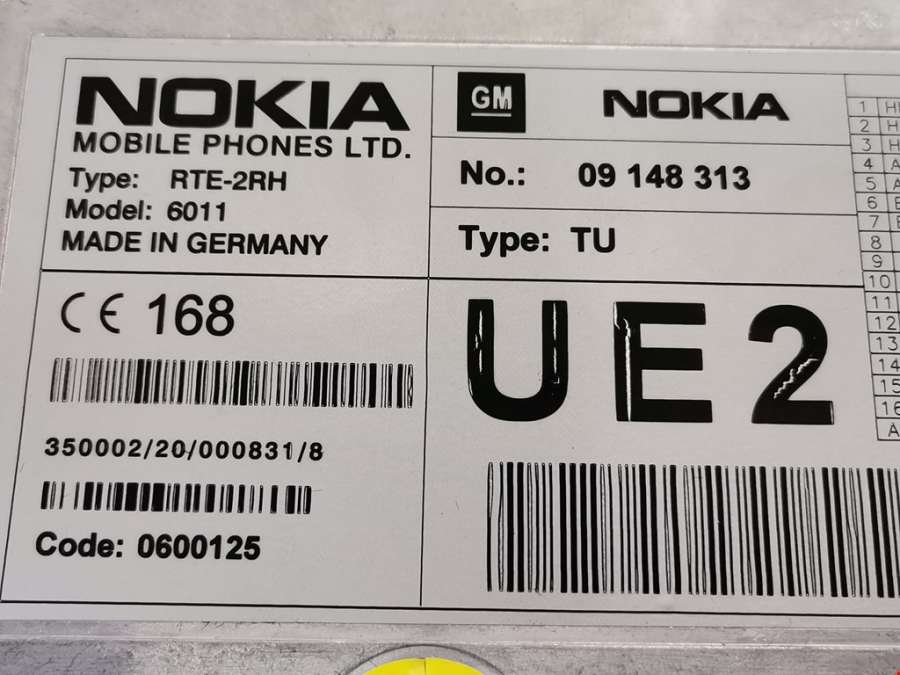 NOKIA
MOBILE PHONES LTD.
Type: RTE-2RH
Model: 6011
MADE IN GERMANY
CE 168
350002/20/000831/8
Code: 0600125
GM NOKIA
No.: 09 148 313
Type: TU
UE2
1
2
3
4
5
6
7
8
9
10
11
12
13
14
15
16
A